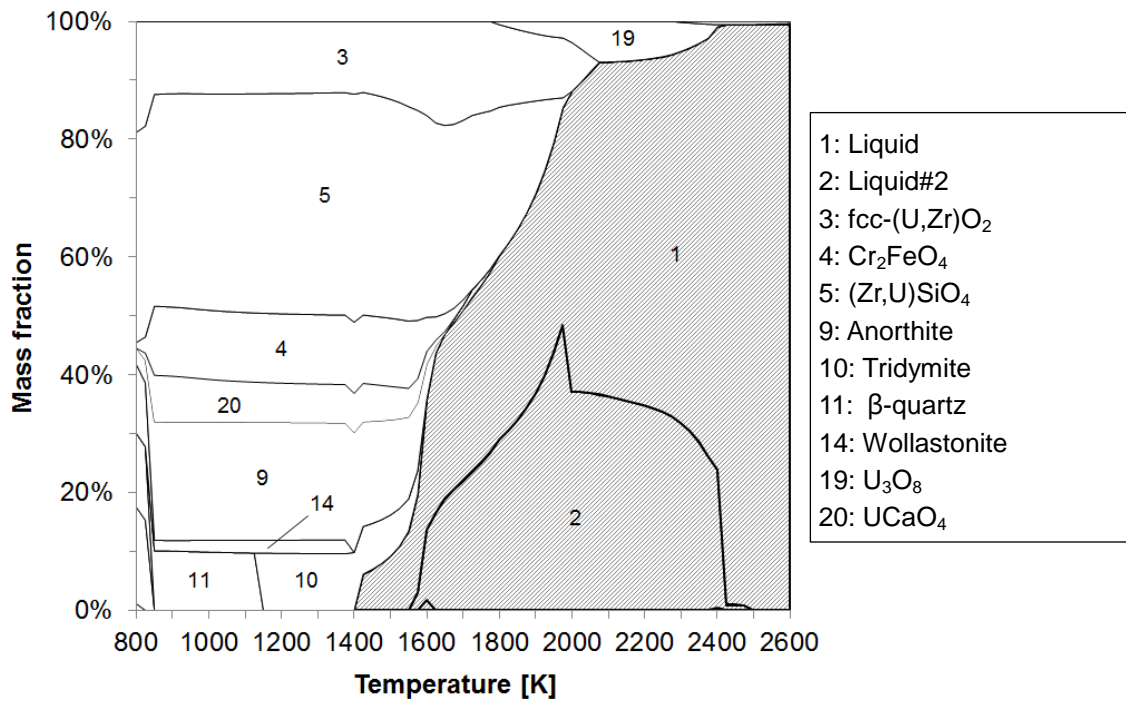 100%
80%
60%
40%
20%
0%
Mass fraction
800 1000 1200 1400 1600 1800 2000 2200 2400 2600
Temperature [K]
3
19
5
1
4
20
9
14
2
11
10
1: Liquid
2: Liquid#2
3: fcc-(U,Zr)O₂
4: Cr₂FeO₄
5: (Zr,U)SiO₄
9: Anorthite
10: Tridymite
11: β-quartz
14: Wollastonite
19: U₃O₈
20: UCaO₄